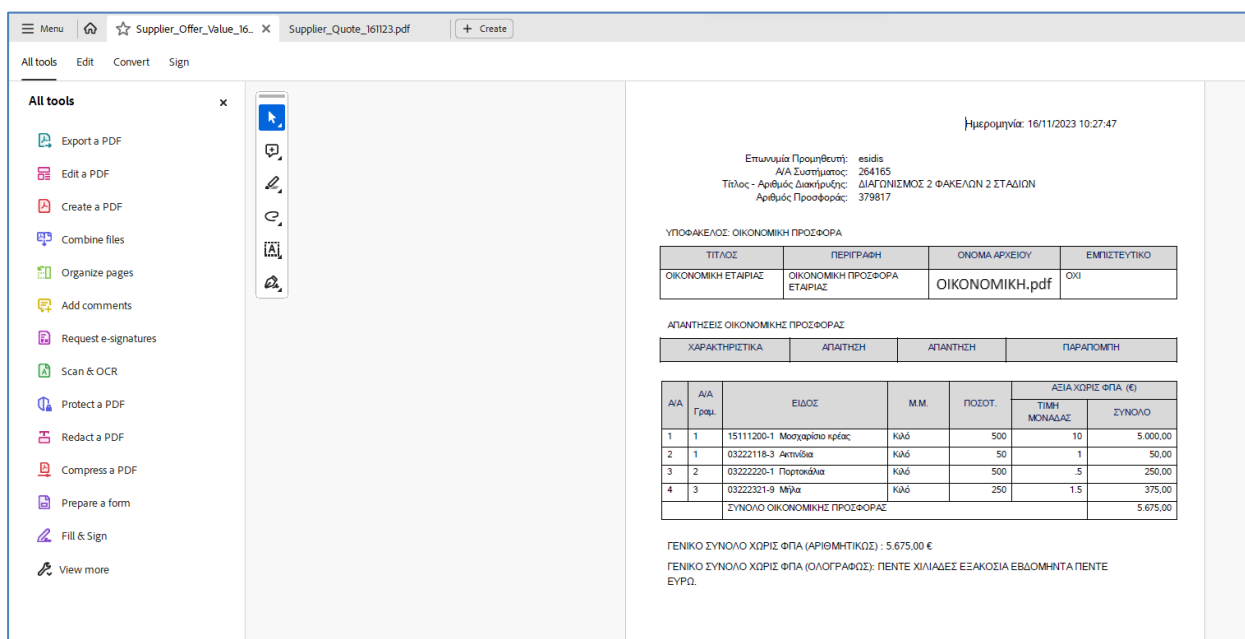 Menu Supplier_Offer_Value_16... Supplier_Quote_161123.pdf + Create
All tools Edit Convert Sign
All tools
Export a PDF
Edit a PDF
Create a PDF
Combine files
Organize pages
Add comments
Request e-signatures
Scan & OCR
Protect a PDF
Redact a PDF
Compress a PDF
Prepare a form
Fill & Sign
View more
Ημερομηνία: 16/11/2023 10:27:47
Επωνυμία Προμηθευτή: esidis
Α/Α Συστήματος: 264165
Τίτλος - Αριθμός Διακήρυξης: ΔΙΑΓΩΝΙΣΜΟΣ 2 ΦΑΚΕΛΩΝ 2 ΣΤΑΔΙΩΝ
Αριθμός Προσφοράς: 379817
ΥΠΟΦΑΚΕΛΟΣ: ΟΙΚΟΝΟΜΙΚΗ ΠΡΟΣΦΟΡΑ
ΤΙΤΛΟΣ ΠΕΡΙΓΡΑΦΗ ΟΝΟΜΑ ΑΡΧΕΙΟΥ ΕΜΠΙΣΤΕΥΤΙΚΟ
ΟΙΚΟΝΟΜΙΚΗ ΕΤΑΙΡΙΑΣ ΟΙΚΟΝΟΜΙΚΗ ΠΡΟΣΦΟΡΑ ΕΤΑΙΡΙΑΣ ΟΙΚΟΝΟΜΙΚΗ.pdf ΟΧΙ
ΑΠΑΝΤΗΣΕΙΣ ΟΙΚΟΝΟΜΙΚΗΣ ΠΡΟΣΦΟΡΑΣ
ΧΑΡΑΚΤΗΡΙΣΤΙΚΑ ΑΠΑΙΤΗΣΗ ΑΠΑΝΤΗΣΗ ΠΑΡΑΠΟΜΠΗ
Α/Α Α/Α Γραμ. ΕΙΔΟΣ Μ.Μ. ΠΟΣΟΤ. ΑΞΙΑ ΧΩΡΙΣ ΦΠΑ (€)
ΤΙΜΗ ΜΟΝΑΔΑΣ ΣΥΝΟΛΟ
1 1 15111200-1 Μοσχαρίσιο κρέας Κιλό 500 10 5.000,00
2 1 03222118-3 Ακτινίδια Κιλό 50 1 50,00
3 2 03222220-1 Πορτοκάλια Κιλό 500 .5 250,00
4 3 03222321-9 Μήλα Κιλό 250 1.5 375,00
ΣΥΝΟΛΟ ΟΙΚΟΝΟΜΙΚΗΣ ΠΡΟΣΦΟΡΑΣ 5.675,00
ΓΕΝΙΚΟ ΣΥΝΟΛΟ ΧΩΡΙΣ ΦΠΑ (ΑΡΙΘΜΗΤΙΚΩΣ) : 5.675,00 €
ΓΕΝΙΚΟ ΣΥΝΟΛΟ ΧΩΡΙΣ ΦΠΑ (ΟΛΟΓΡΑΦΩΣ): ΠΕΝΤΕ ΧΙΛΙΑΔΕΣ ΕΞΑΚΟΣΙΑ ΕΒΔΟΜΗΝΤΑ ΠΕΝΤΕ
ΕΥΡΩ.